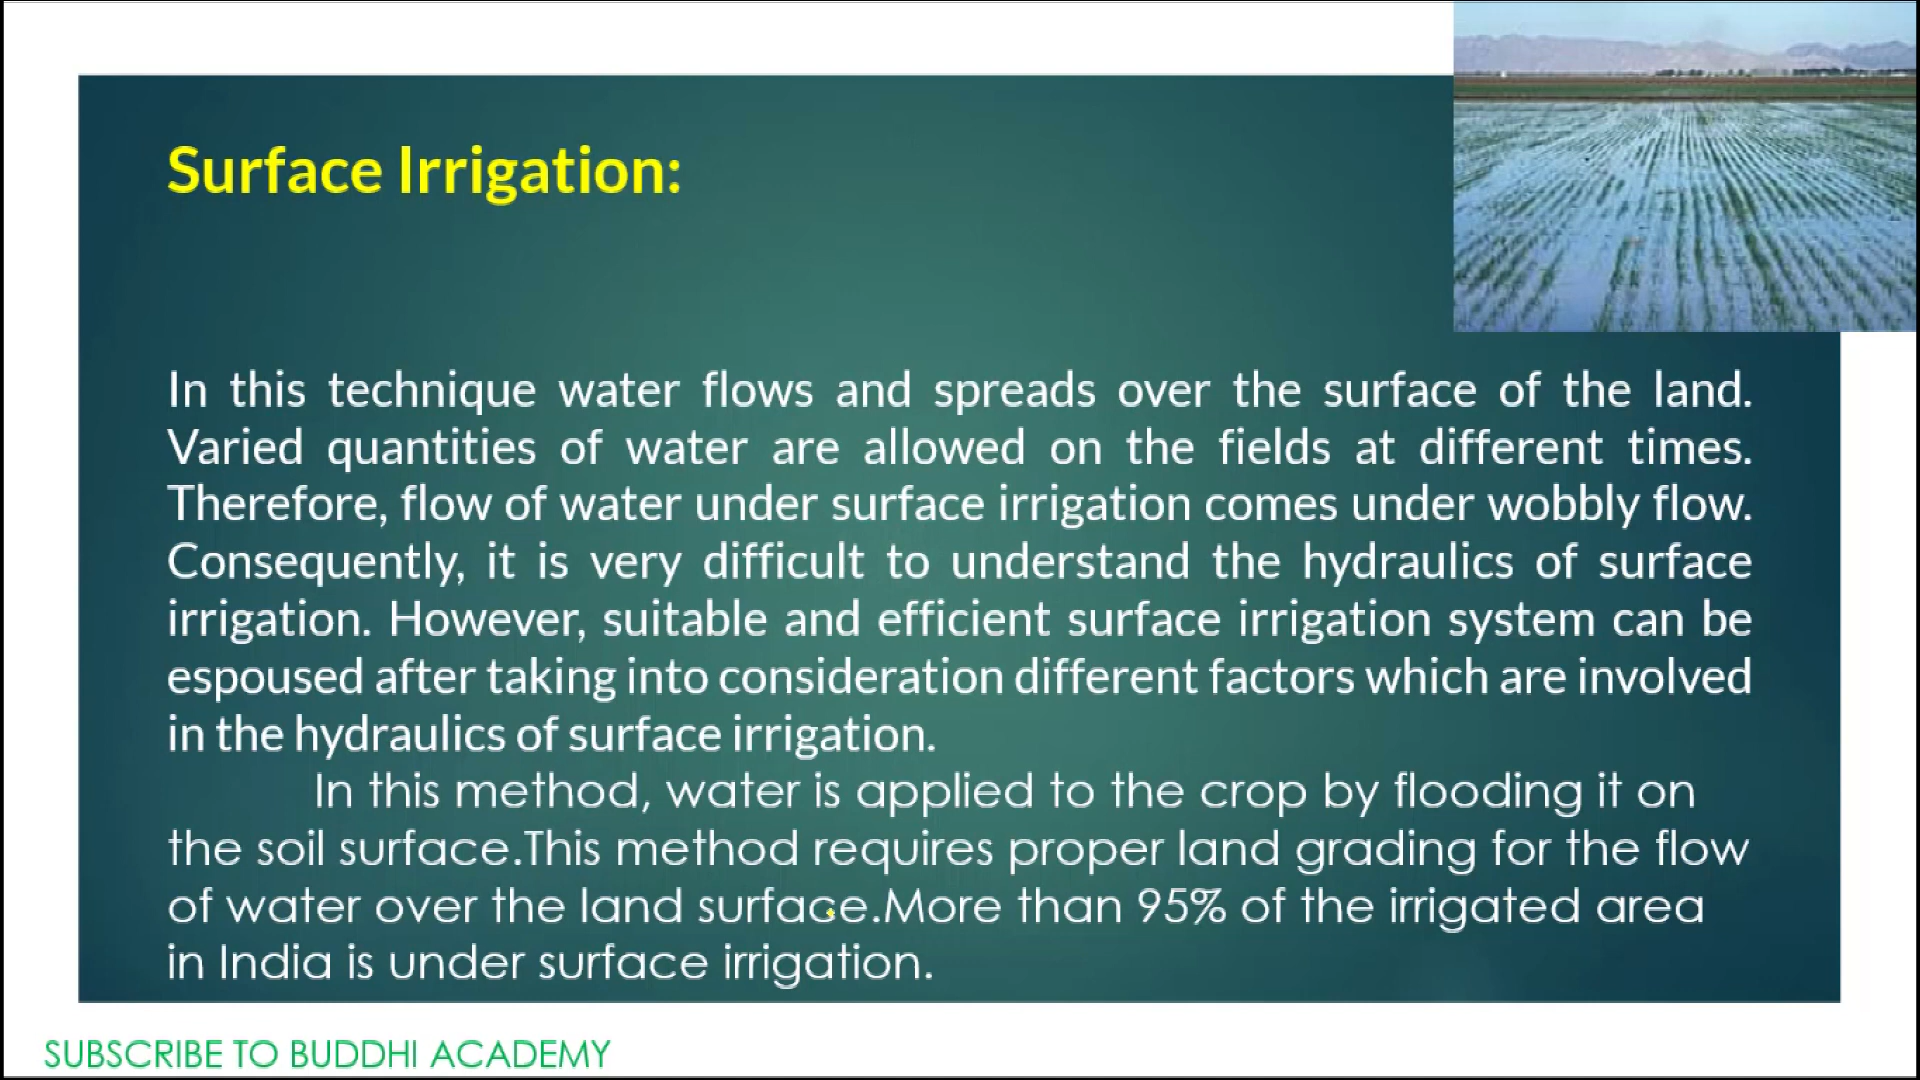 Surface Irrigation:
In this technique water flows and spreads over the surface of the land.
Varied quantities of water are allowed on the fields at different times.
Therefore, flow of water under surface irrigation comes under wobbly flow.
Consequently, it is very difficult to understand the hydraulics of surface
irrigation. However, suitable and efficient surface irrigation system can be
espoused after taking into consideration different factors which are involved
in the hydraulics of surface irrigation.
In this method, water is applied to the crop by flooding it on
the soil surface.This method requires proper land grading for the flow
of water over the land surface.More than 95% of the irrigated area
in India is under surface irrigation.
SUBSCRIBE TO BUDDHI ACADEMY